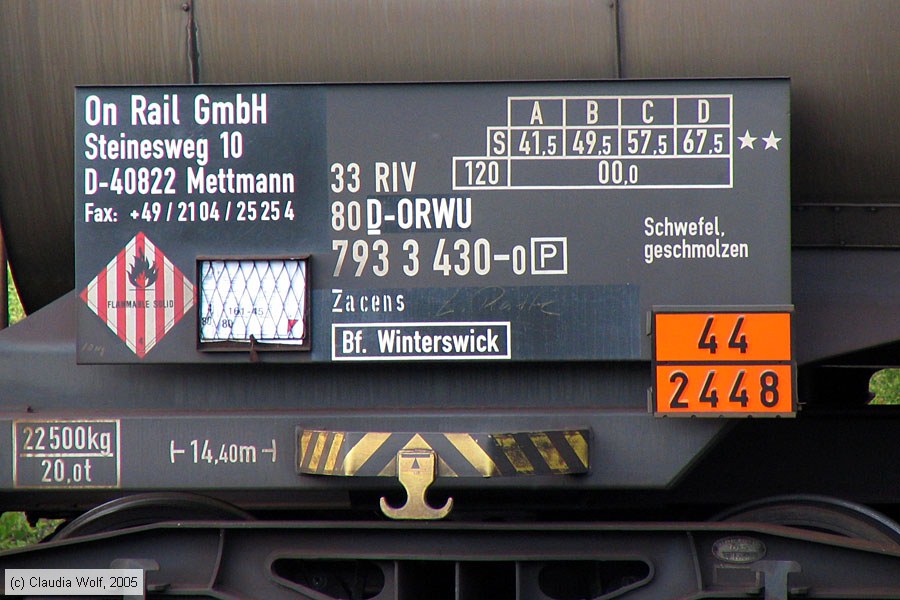 On Rail GmbH
Steinesweg 10
D-40822 Mettmann
Fax: +49 / 21 04 / 25 25 4
FLAMMABLE SOLID
33 RIV
80 D-ORWU
793 3 430-0 P
Zacens
Bf. Winterswick
A B C D
S 41,5 49,5 57,5 67,5 ★★
120 00,0
Schwefel,
geschmolzen
44
2448
22 500kg
20,0t
14,40m
(c) Claudia Wolf, 2005